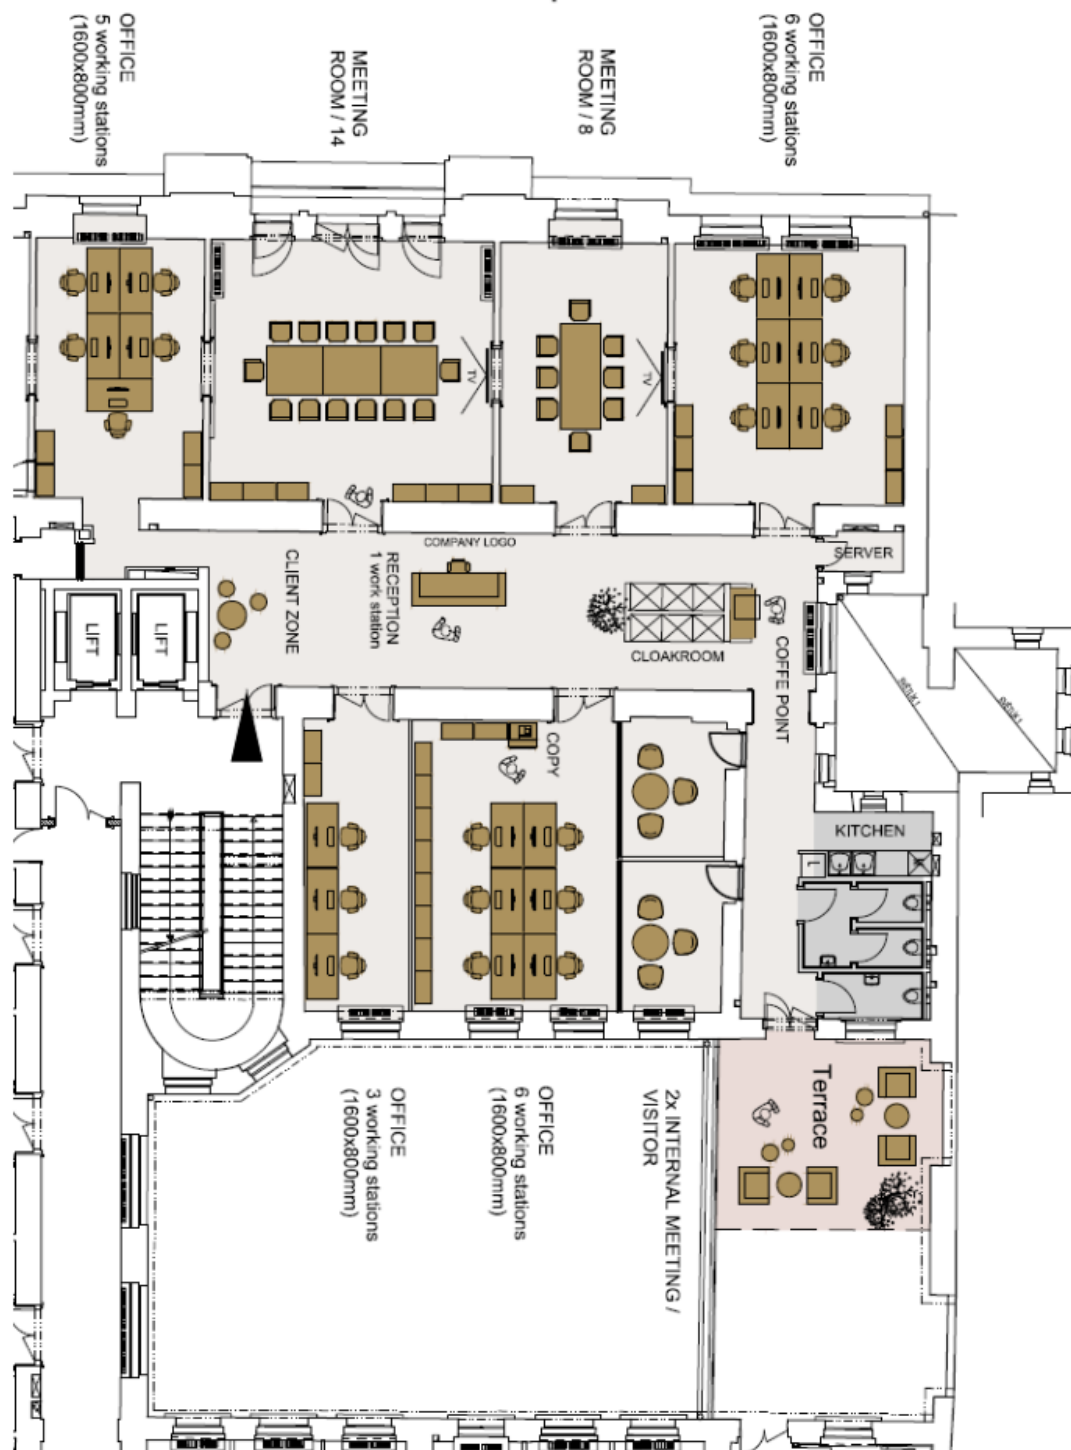 OFFICE
5 working stations
(1600x800mm)
MEETING
ROOM / 14
MEETING
ROOM / 8
OFFICE
6 working stations
(1600x800mm)
TV
TV
COMPANY LOGO
SERVER
CLIENT ZONE
RECEPTION
1 work station
LIFT
LIFT
CLOAKROOM
COFFE POINT
COPY
KITCHEN
L
Terrace
OFFICE
3 working stations
(1600x800mm)
OFFICE
6 working stations
(1600x800mm)
2x INTERNAL MEETING /
VISITOR